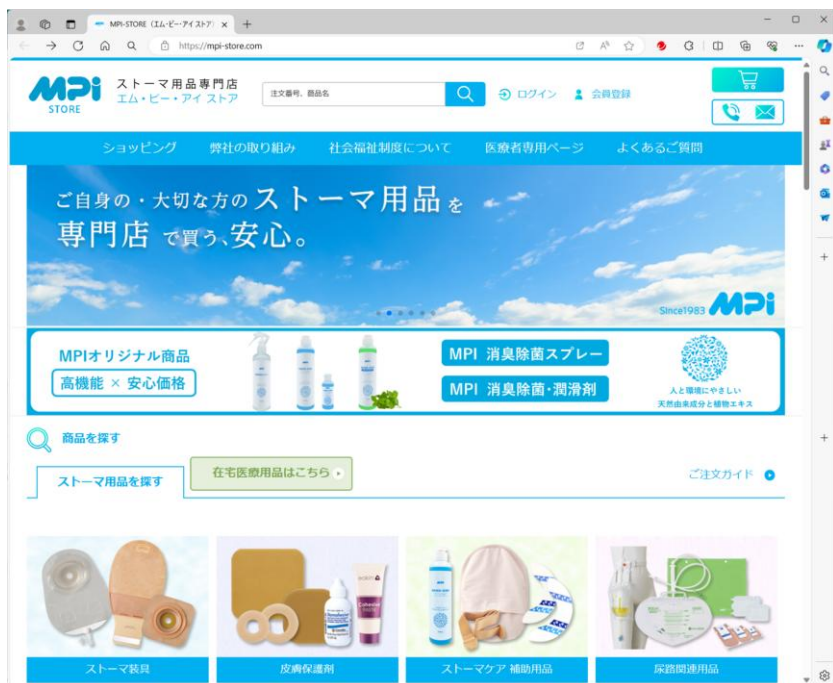 MPI-STORE（エム・ピー・アイ ストア）
https://mpi-store.com
MPi
STORE
ストーマ用品専門店
エム・ピー・アイ ストア
注文番号、商品名
ログイン
会員登録
ショッピング
弊社の取り組み
社会福祉制度について
医療者専用ページ
よくあるご質問
ご自身の・大切な方のストーマ用品を
専門店で買う、安心。
Since1983 MPi
MPIオリジナル商品
高機能 × 安心価格
MPI 消臭除菌スプレー
MPI 消臭除菌・潤滑剤
人と環境にやさしい
天然由来成分と植物エキス
商品を探す
ストーマ用品を探す
在宅医療用品はこちら
ご注文ガイド
ストーマ装具
皮膚保護剤
ストーマケア 補助用品
尿路関連用品